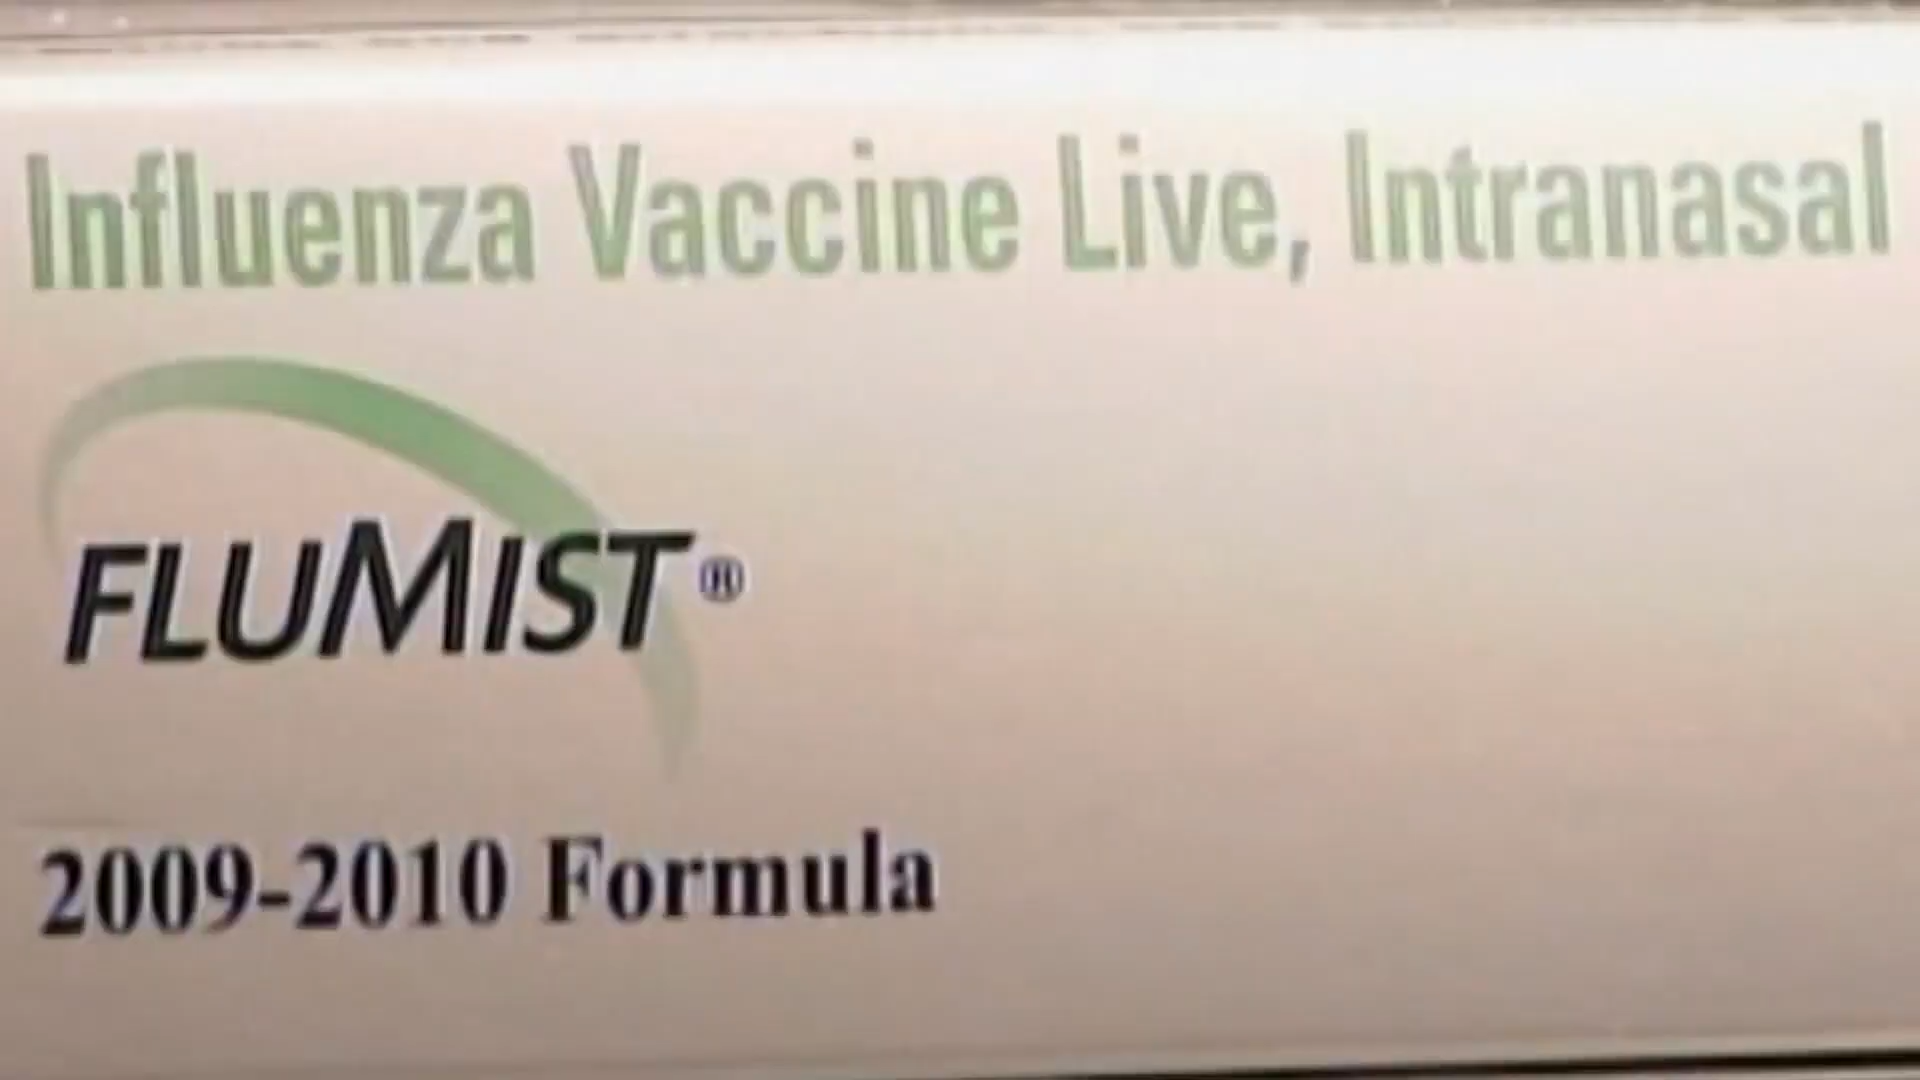 Influenza Vaccine Live, Intranasal
FLUMIST®
2009-2010 Formula